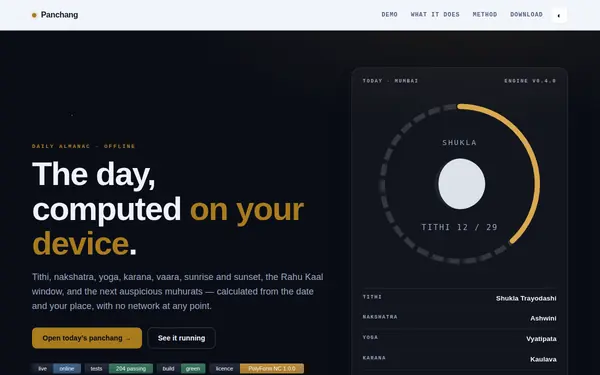 Panchang
DEMO WHAT IT DOES METHOD DOWNLOAD
DAILY ALMANAC · OFFLINE
The day,
computed on your
device.
Tithi, nakshatra, yoga, karana, vaara, sunrise and sunset, the Rahu Kaal
window, and the next auspicious muhurats — calculated from the date
and your place, with no network at any point.
Open today's panchang →
See it running
live online tests 204 passing build green licence PolyForm NC 1.0.0
TODAY · MUMBAI ENGINE V0.4.0
SHUKLA
TITHI 12 / 29
TITHI Shukla Trayodashi
NAKSHATRA Ashwini
YOGA Vyatipata
KARANA Kaulava